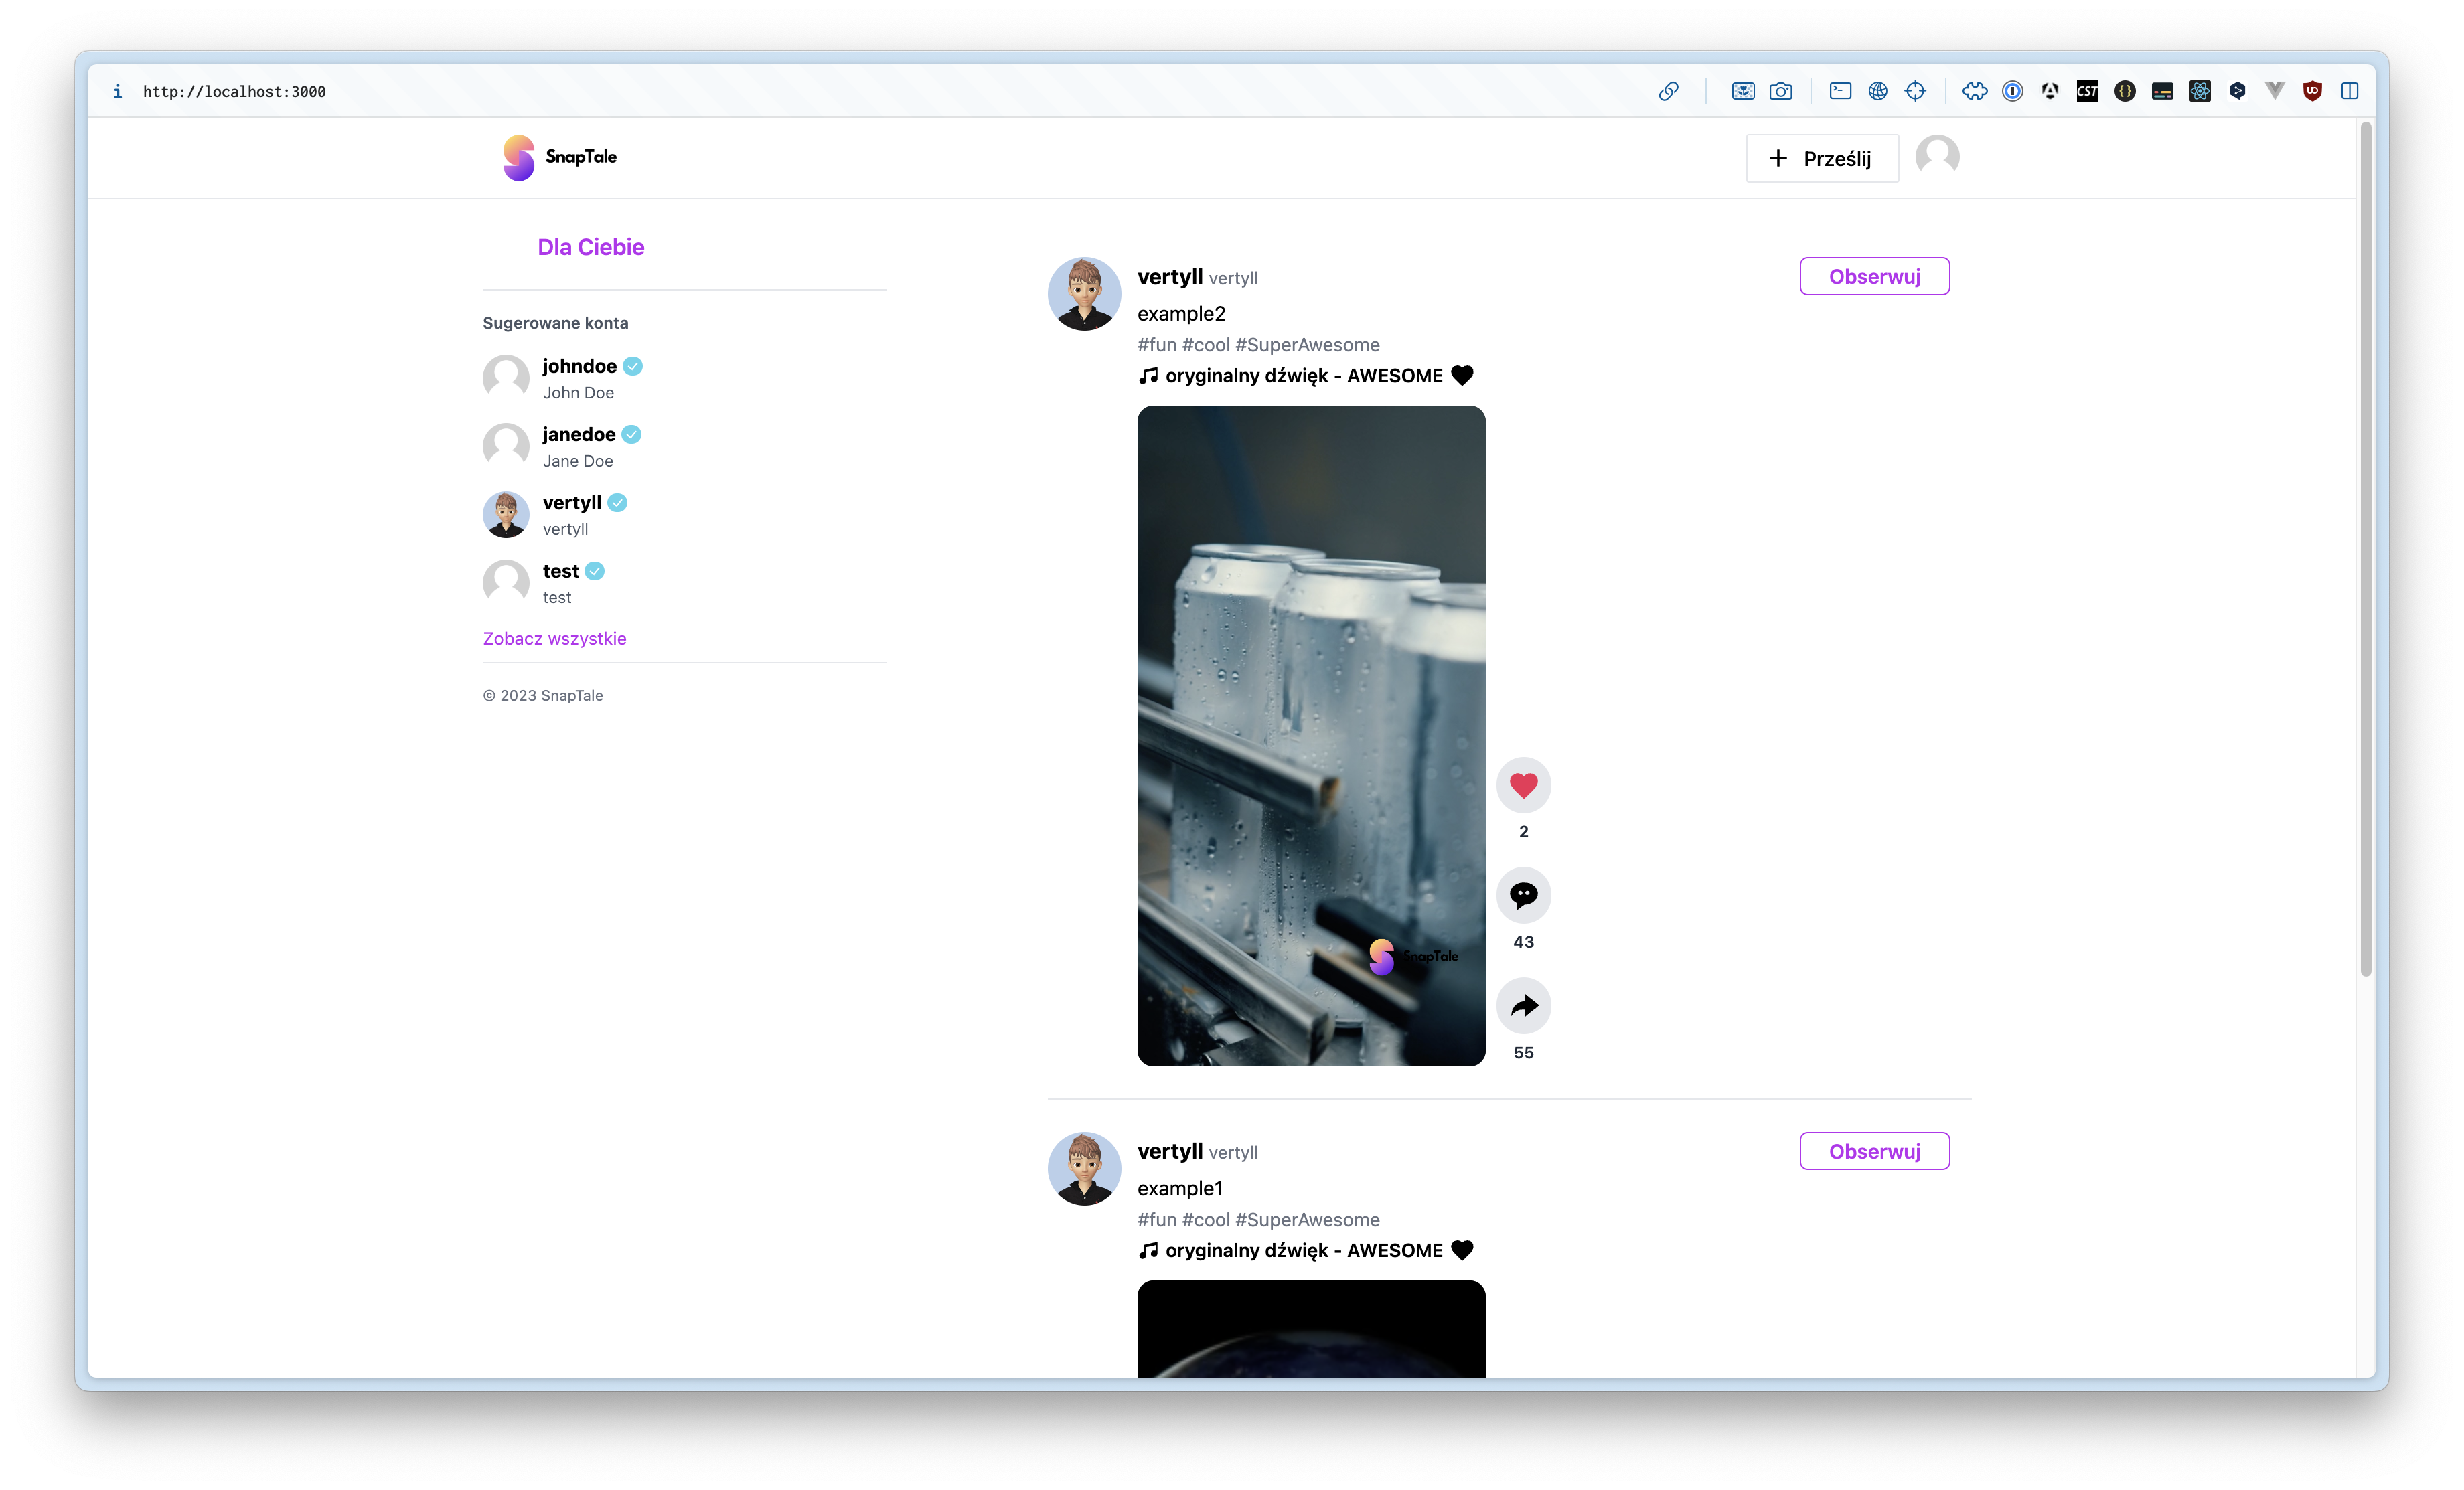 http://localhost:3000
CST
SnapTale
Prześlij
Dla Ciebie
Sugerowane konta
johndoe
John Doe
janedoe
Jane Doe
vertyll
vertyll
test
test
Zobacz wszystkie
© 2023 SnapTale
vertyll vertyll
Obserwuj
example2
#fun #cool #SuperAwesome
oryginalny dźwięk - AWESOME
2
43
SnapTale
55
vertyll vertyll
Obserwuj
example1
#fun #cool #SuperAwesome
oryginalny dźwięk - AWESOME